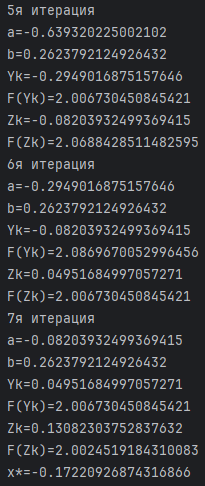 5я итерация
a=-0.639320225002102
b=0.2623792124926432
Yk=-0.2949016875157646
F(Yk)=2.006730450845421
Zk=-0.08203932499369415
F(Zk)=2.0688428511482595
6я итерация
a=-0.2949016875157646
b=0.2623792124926432
Yk=-0.08203932499369415
F(Yk)=2.0869670052996456
Zk=0.04951684997057271
F(Zk)=2.006730450845421
7я итерация
a=-0.08203932499369415
b=0.2623792124926432
Yk=0.04951684997057271
F(Yk)=2.006730450845421
Zk=0.13082303752837632
F(Zk)=2.0024519184310083
x*=-0.17220926874316866